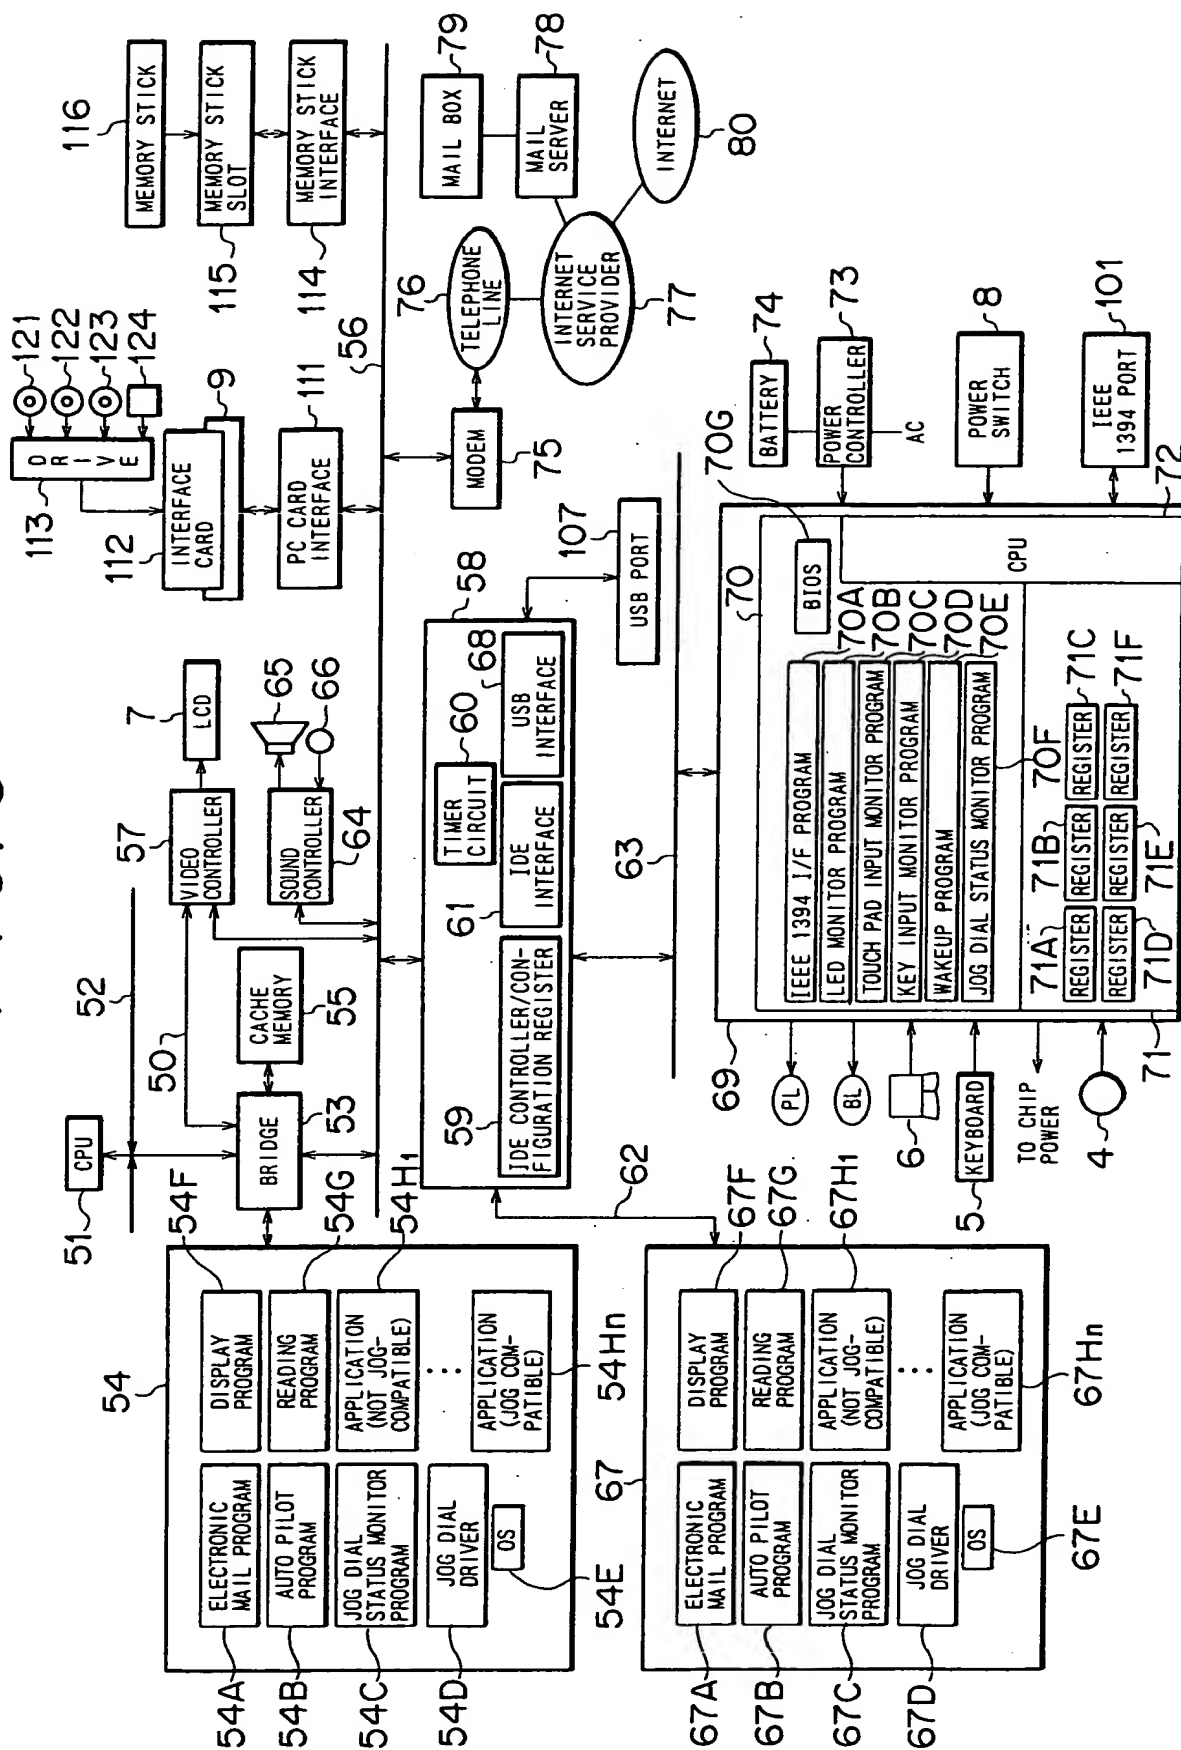 51
CPU
52
50
57
VIDEO
CONTROLLER
7
LCD
65
66
SOUND
CONTROLLER
64
CACHE
MEMORY
55
BRIDGE
53
113
DRIVE
121
122
123
124
112
INTERFACE
CARD
9
PC CARD
INTERFACE
111
116
MEMORY STICK
MEMORY STICK
SLOT
115
MEMORY STICK
INTERFACE
114
56
54
54A
ELECTRONIC
MAIL PROGRAM
54B
AUTO PILOT
PROGRAM
54C
JOG DIAL
STATUS MONITOR
PROGRAM
54D
JOG DIAL
DRIVER
OS
54E
DISPLAY
PROGRAM
54F
READING
PROGRAM
54G
APPLICATION
(NOT JOG-
COMPATIBLE)
54H1
APPLICATION
(JOG COM-
PATIBLE)
54Hn
58
59
IDE CONTROLLER/CON-
FIGURATION REGISTER
61
IDE
INTERFACE
TIMER
CIRCUIT
60
USB
INTERFACE
68
62
63
107
USB PORT
MODEM
75
76
TELEPHONE
LINE
INTERNET
SERVICE
PROVIDER
77
MAIL BOX
79
MAIL
SERVER
78
INTERNET
80
67
67A
ELECTRONIC
MAIL PROGRAM
67B
AUTO PILOT
PROGRAM
67C
JOG DIAL
STATUS MONITOR
PROGRAM
67D
JOG DIAL
DRIVER
OS
67E
DISPLAY
PROGRAM
67F
READING
PROGRAM
67G
APPLICATION
(NOT JOG-
COMPATIBLE)
67H1
APPLICATION
(JOG COM-
PATIBLE)
67Hn
69
PL
BL
6
KEYBOARD
5
TO CHIP
POWER
4
70
BIOS
70G
IEEE 1394 I/F PROGRAM
70A
LED MONITOR PROGRAM
70B
TOUCH PAD INPUT MONITOR PROGRAM
70C
KEY INPUT MONITOR PROGRAM
70D
WAKEUP PROGRAM
70E
JOG DIAL STATUS MONITOR PROGRAM
70F
CPU
72
71
71A
REGISTER
71B
REGISTER
71C
REGISTER
REGISTER
71D
REGISTER
71E
REGISTER
71F
BATTERY
74
POWER
CONTROLLER
73
AC
POWER
SWITCH
8
IEEE
1394 PORT
101